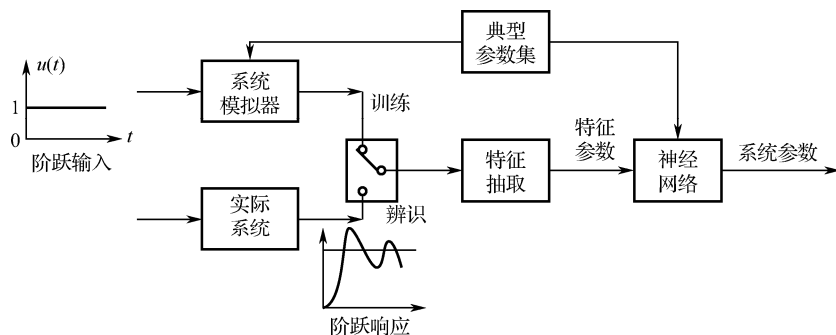 典型
参数集
u(t)
1
0
t
阶跃输入
系统
模拟器
训练
特征
抽取
特征
参数
神经
网络
系统参数
实际
系统
辨识
阶跃响应